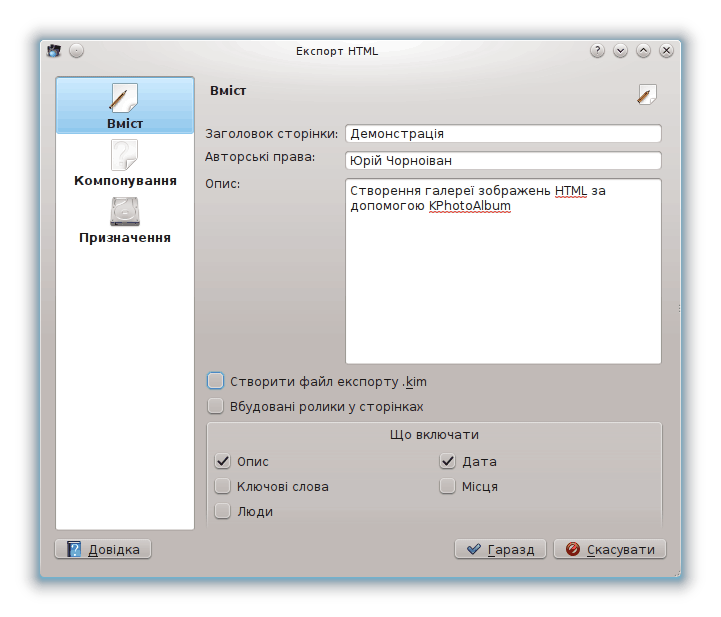 Експорт HTML
Вміст
Компонування
Призначення
Вміст
Заголовок сторінки: Демонстрація
Авторські права: Юрій Чорноіван
Опис: Створення галереї зображень HTML за
допомогою KPhotoAlbum
Створити файл експорту .kim
Вбудовані ролики у сторінках
Що включати
Опис Дата
Ключові слова Місця
Люди
Довідка Гаразд Скасувати